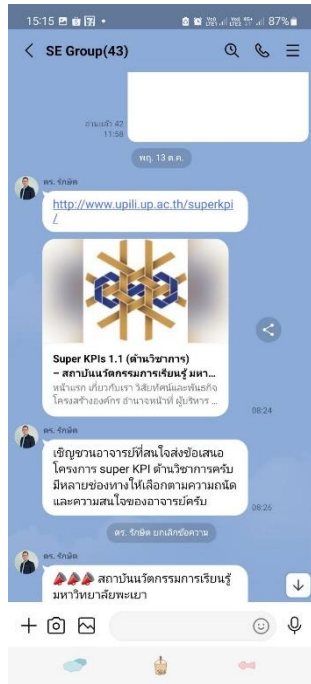 15:15
87%
SE Group(43)
อ่านแล้ว 42
11:58
พฤ. 13 ต.ค.
ดร. รักษิต
http://www.upili.up.ac.th/superkpi
/
Super KPIs 1.1 (ด้านวิชาการ)
– สถาบันนวัตกรรมการเรียนรู้ มหา...
หน้าแรก เกี่ยวกับเรา วิสัยทัศน์และพันธกิจ
โครงสร้างองค์กร อำนาจหน้าที่ ผู้บริหาร ...
08:24
ดร. รักษิต
เชิญชวนอาจารย์ที่สนใจส่งข้อเสนอ
โครงการ super KPI ด้านวิชาการครับ
มีหลายช่องทางให้เลือกตามความถนัด
และความสนใจของอาจารย์ครับ
08:26
ดร. รักษิต ยกเลิกข้อความ
ดร. รักษิต
สถาบันนวัตกรรมการเรียนรู้
มหาวิทยาลัยพะเยา